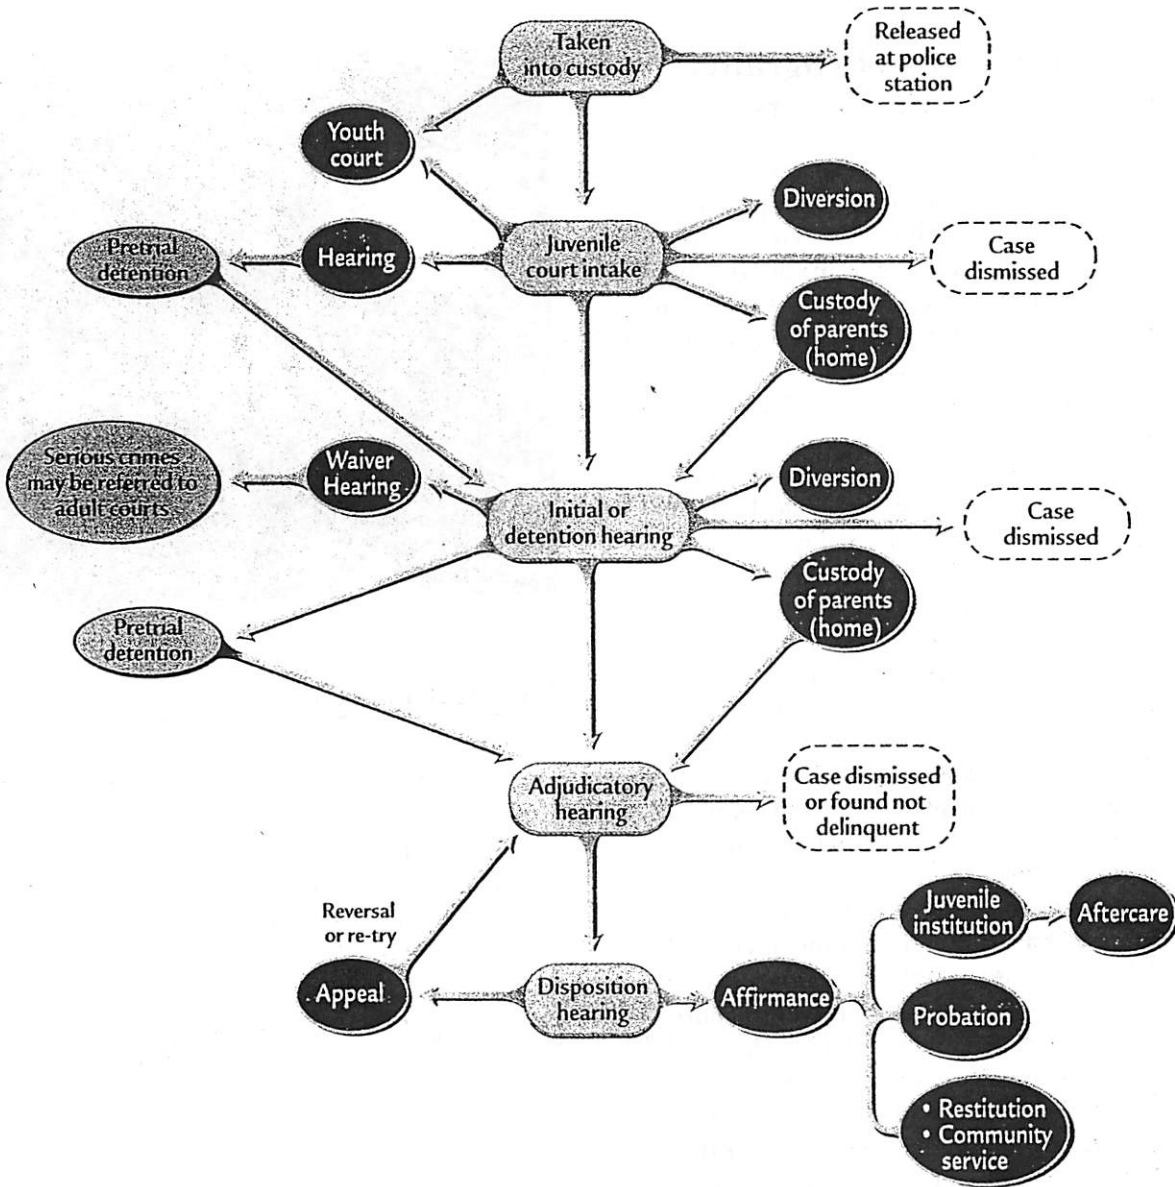 Taken
into custody
Released
at police
station
Youth
court
Diversion
Pretrial
detention
Hearing
Juvenile
court intake
Case
dismissed
Custody
of parents
(home)
Serious crimes
may be referred to
adult courts
Waiver
Hearing
Diversion
Initial or
detention hearing
Case
dismissed
Custody
of parents
(home)
Pretrial
detention
Adjudicatory
hearing
Case dismissed
or found not
delinquent
Reversal
or re-try
Juvenile
institution
Aftercare
Appeal
Disposition
hearing
Affirmance
Probation
• Restitution
• Community
service